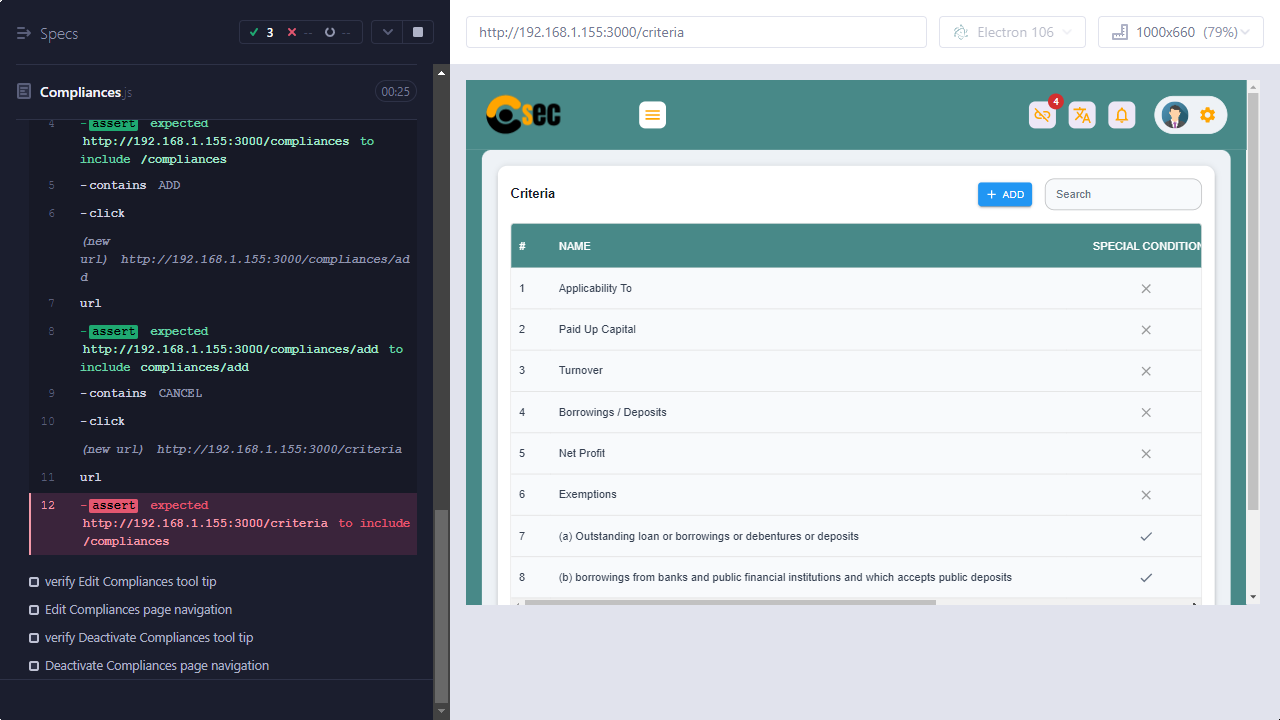 Specs
3
--
--
http://192.168.1.155:3000/criteria
Electron 106
1000x660 (79%)
Compliances.js
00:25
4 -assert expected
http://192.168.1.155:3000/compliances to
include /compliances
5 -contains ADD
6 -click
(new
url) http://192.168.1.155:3000/compliances/ad
d
7 url
8 -assert expected
http://192.168.1.155:3000/compliances/add to
include compliances/add
9 -contains CANCEL
10 -click
(new url) http://192.168.1.155:3000/criteria
11 url
12 -assert expected
http://192.168.1.155:3000/criteria to include
/compliances
verify Edit Compliances tool tip
Edit Compliances page navigation
verify Deactivate Compliances tool tip
Deactivate Compliances page navigation
Csec
4
Criteria
+ ADD
Search
# NAME SPECIAL CONDITION
1 Applicability To
2 Paid Up Capital
3 Turnover
4 Borrowings / Deposits
5 Net Profit
6 Exemptions
7 (a) Outstanding loan or borrowings or debentures or deposits
8 (b) borrowings from banks and public financial institutions and which accepts public deposits